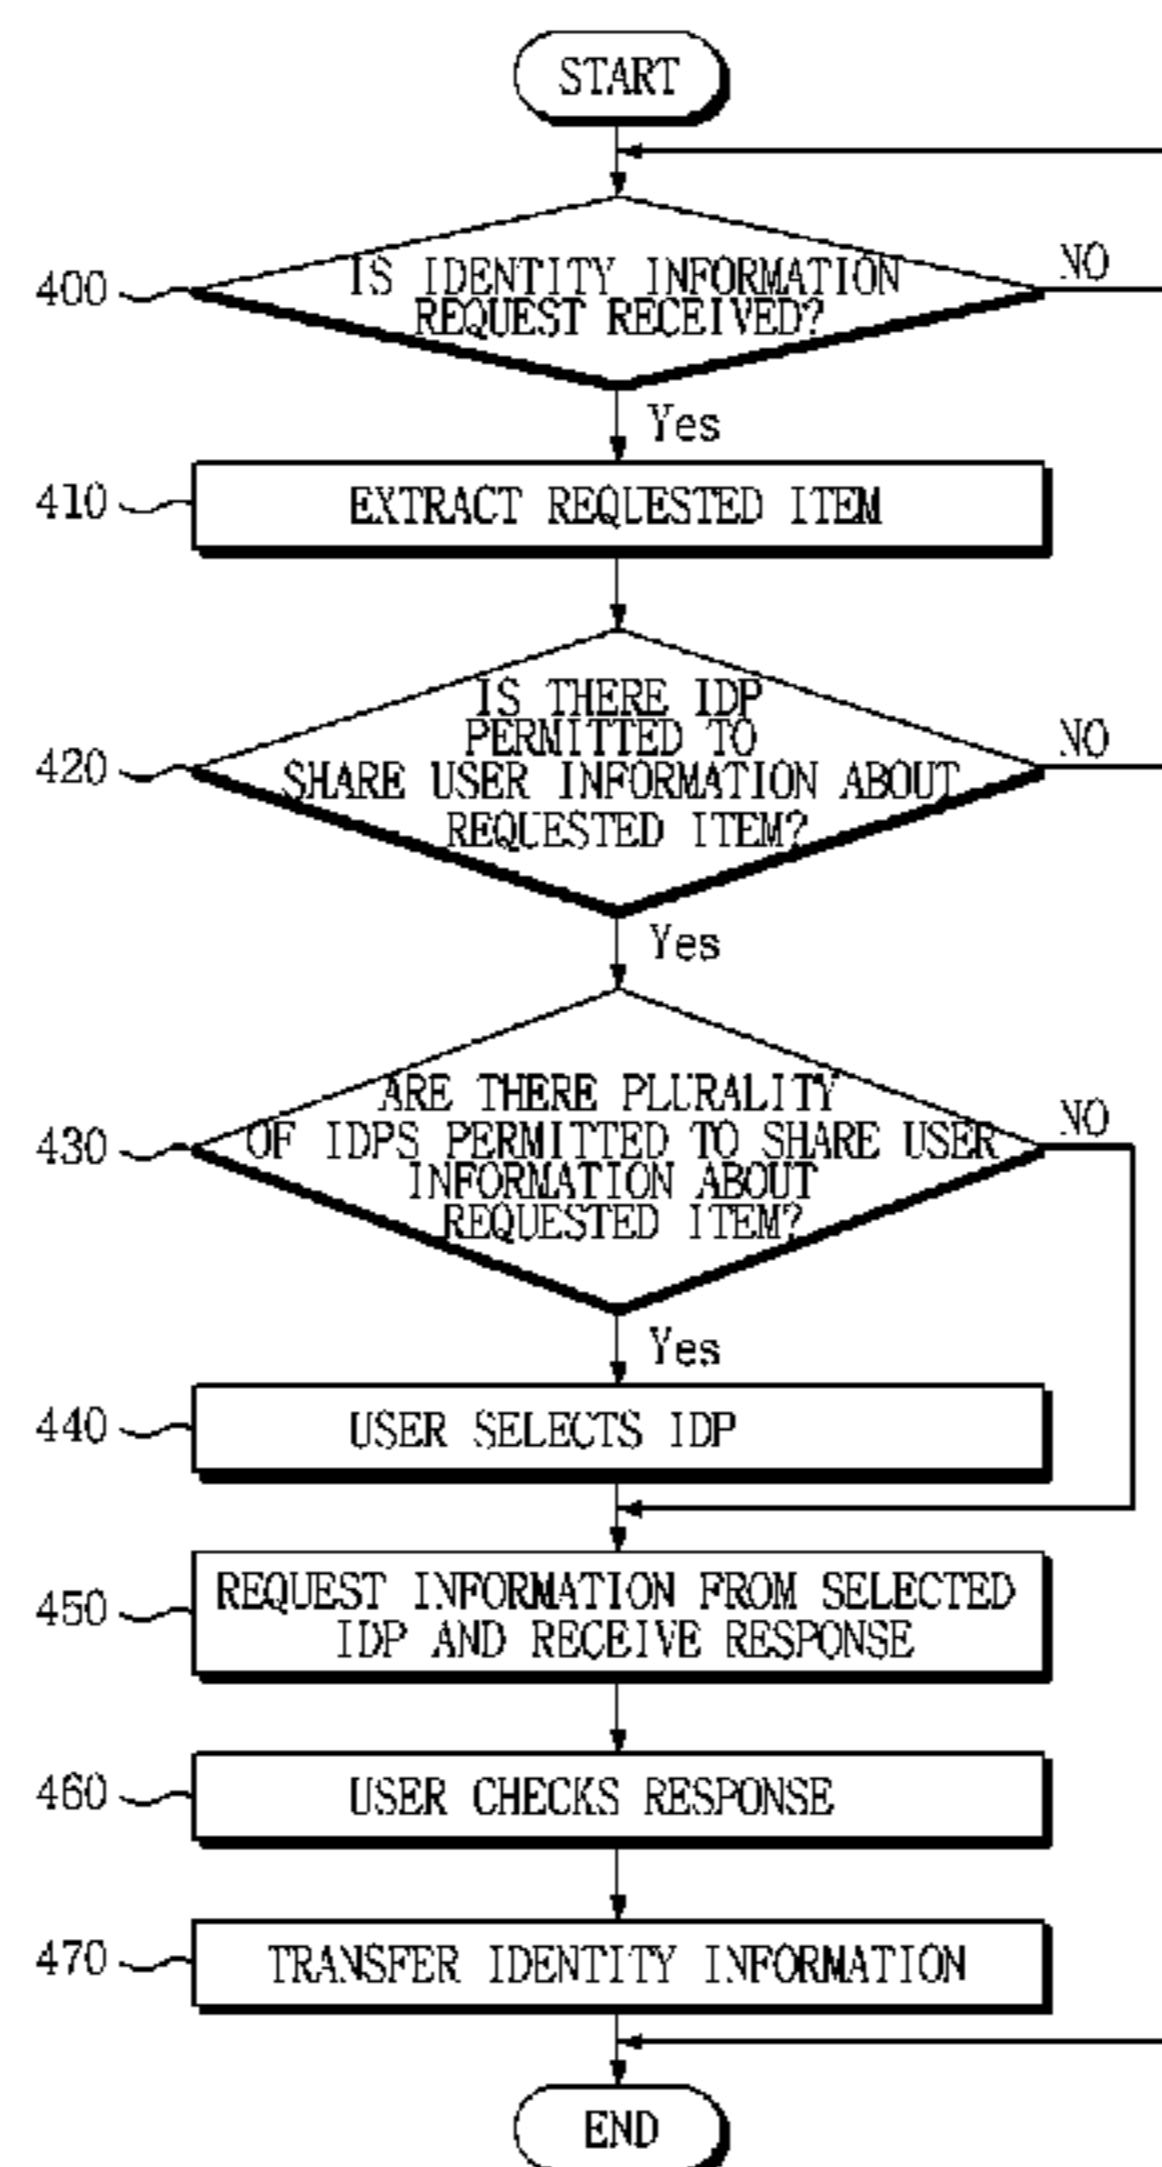 START
400
IS IDENTITY INFORMATION
REQUEST RECEIVED?
NO
Yes
410
EXTRACT REQUESTED ITEM
420
IS THERE IDP
PERMITTED TO
SHARE USER INFORMATION ABOUT
REQUESTED ITEM?
NO
Yes
430
ARE THERE PLURALITY
OF IDPS PERMITTED TO SHARE USER
INFORMATION ABOUT
REQUESTED ITEM?
NO
Yes
440
USER SELECTS IDP
450
REQUEST INFORMATION FROM SELECTED
IDP AND RECEIVE RESPONSE
460
USER CHECKS RESPONSE
470
TRANSFER IDENTITY INFORMATION
END